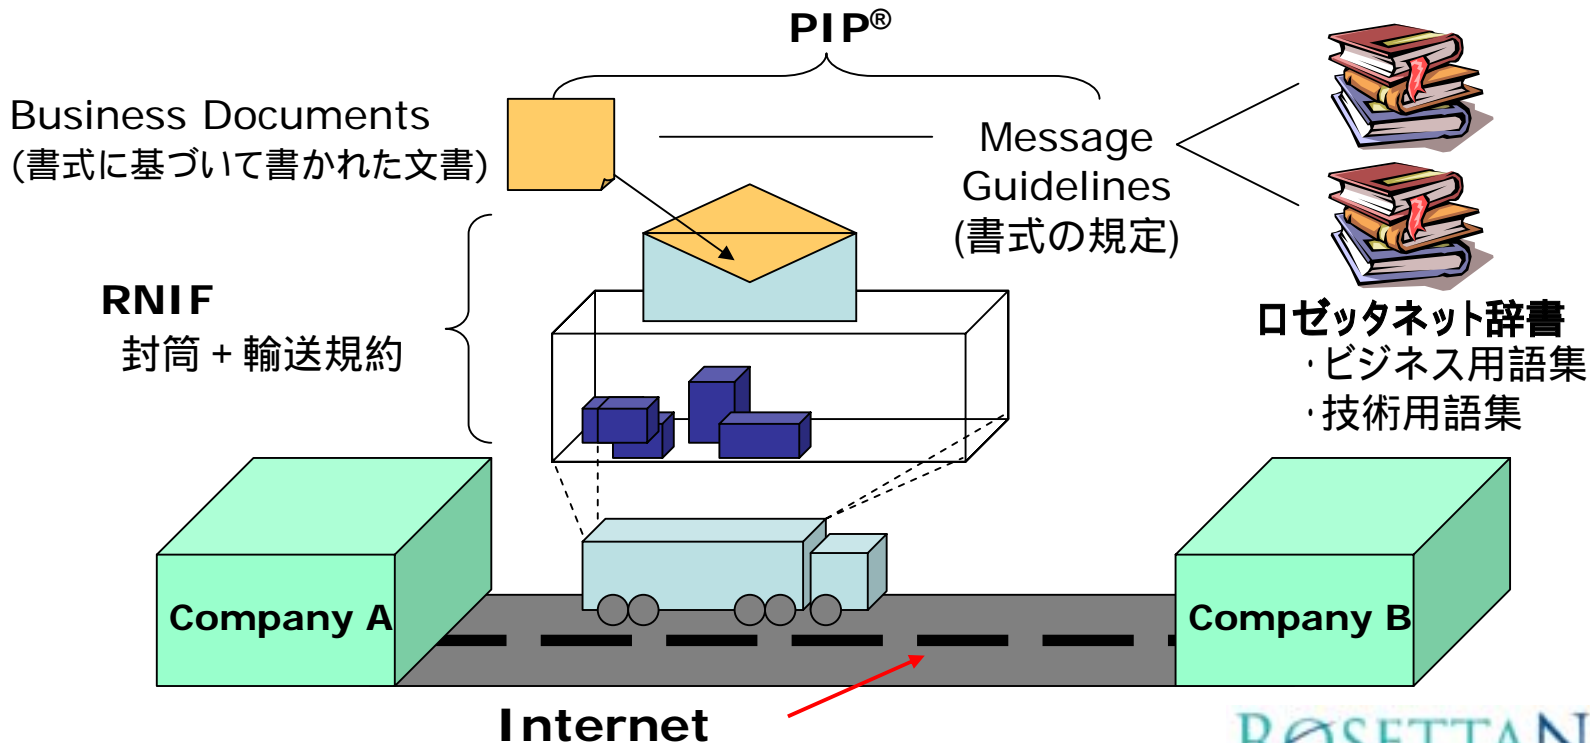 PIP®
Business Documents
(書式に基づいて書かれた文書)
Message
Guidelines
(書式の規定)
RNIF
封筒 + 輸送規約
ロゼッタネット辞書
・ビジネス用語集
・技術用語集
Company A
Company B
Internet
ROSETTAN